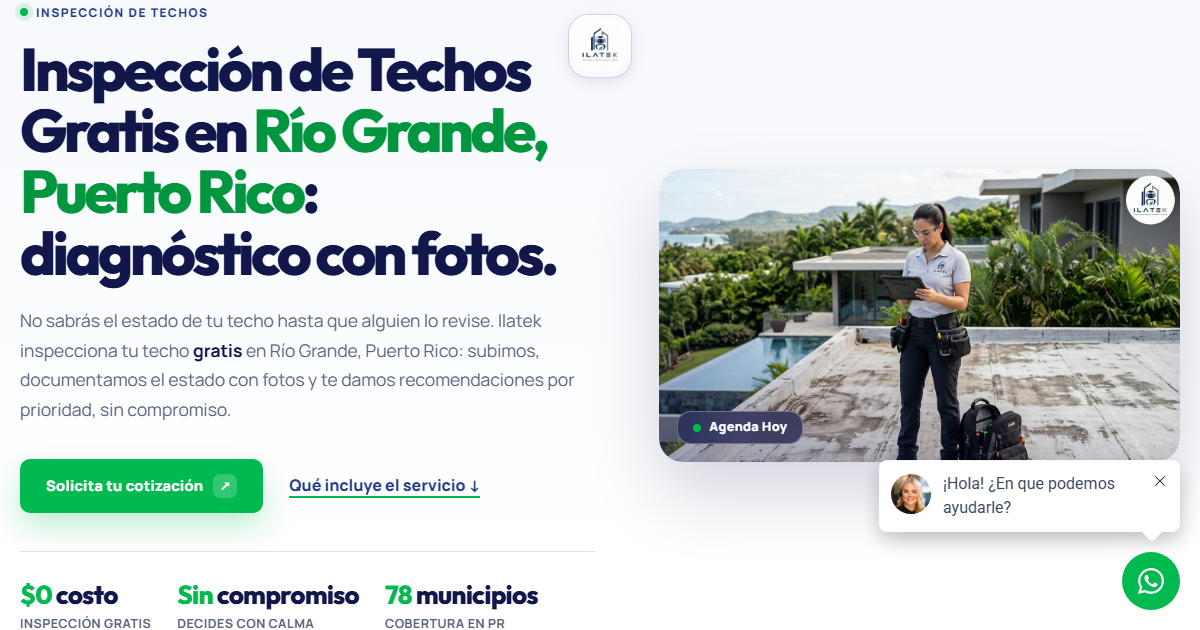 INSPECCIÓN DE TECHOS
ILATEK
Inspección de Techos
Gratis en Río Grande,
Puerto Rico:
diagnóstico con fotos.
No sabrás el estado de tu techo hasta que alguien lo revise. Ilatek
inspecciona tu techo gratis en Río Grande, Puerto Rico: subimos,
documentamos el estado con fotos y te damos recomendaciones por
prioridad, sin compromiso.
Solicita tu cotización ↗
Qué incluye el servicio ↓
$0 costo
INSPECCIÓN GRATIS
Sin compromiso
DECIDES CON CALMA
78 municipios
COBERTURA EN PR
ILATEK
ILATEK
Agenda Hoy
¡Hola! ¿En que podemos
ayudarle?